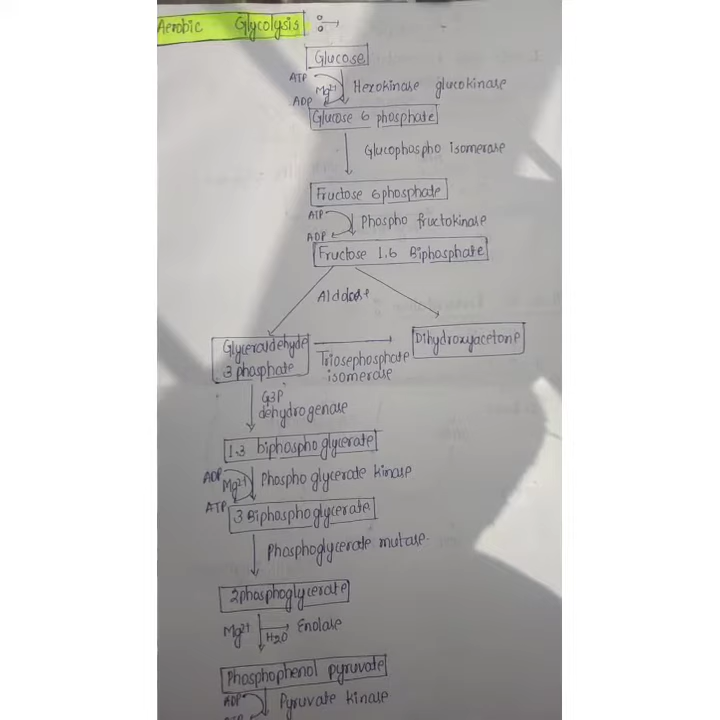 Aerobic Glycolysis
Glucose
ATP
Mg2+
Hexokinase glucokinase
ADP
Glucose 6 phosphate
Glucophospho isomerase
Fructose 6phosphate
ATP
Phospho fructokinase
ADP
Fructose 1.6 Biphosphate
Glyceraldehyde
3 phosphate
Dihydroxyacetone
Triosephosphate
isomerase
G3P
dehydrogenase
1.3 biphospho glycerate
ADP
Mg2+
Phospho glycerate kinase
ATP
3 Biphosphoglycerate
Phosphoglycerate mutase
2phosphoglycerate
Mg2+
H2O
Enolase
Phosphophenol pyruvate
ADP
Pyruvate kinase